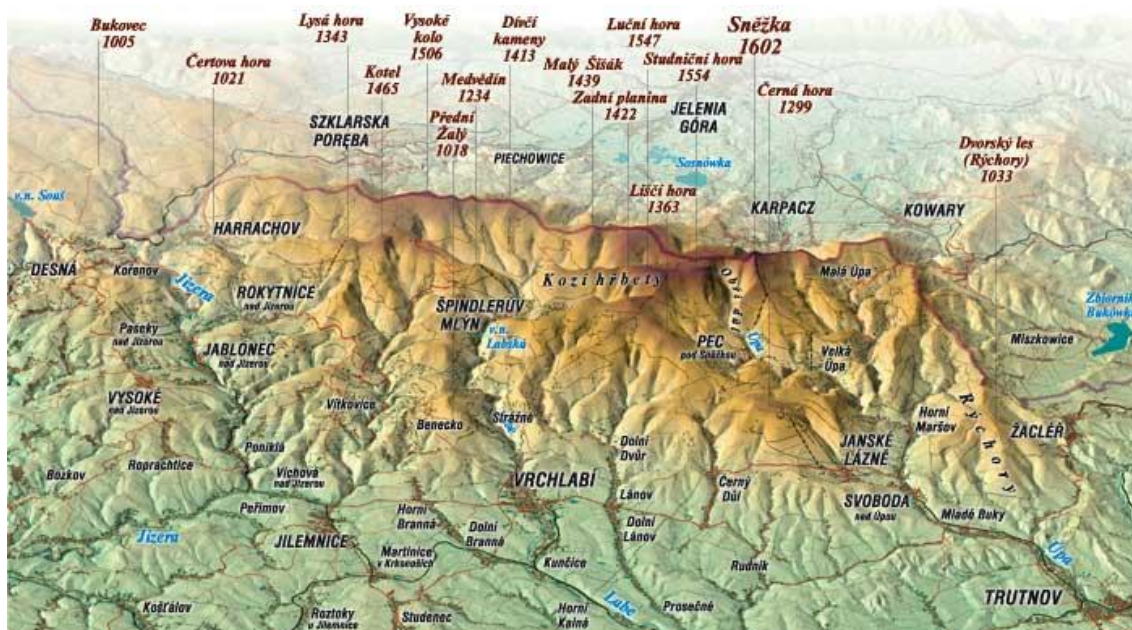 Bukovec
1005
Čertova hora
1021
Lysá hora
1343
Kotel
1465
Vysoké
kolo
1506
Medvědín
1234
Přední
Žalý
1018
Dívčí
kameny
1413
Malý Šišák
1439
Zadní planina
1422
Luční hora
1547
Studniční hora
1554
Sněžka
1602
Černá hora
1299
Liščí hora
1363
Dvorský les
(Rýchory)
1033
SZKLARSKA
PORĘBA
PIECHOWICE
JELENIA
GÓRA
Sosnówka
KARPACZ
KOWARY
v.n. Souš
HARRACHOV
DESNÁ
Kořenov
Jizera
ROKYTNICE
nad Jizerou
Kozí hřbety
Obří důl
Malá Úpa
ŠPINDLERŮV
MLÝN
v.n.
Labská
Zbiornik
Bukówka
Paseky
nad Jizerou
JABLONEC
nad Jizerou
PEC
pod Sněžkou
Úpa
Velká
Úpa
Miszkowice
VYSOKÉ
nad Jizerou
Vítkovice
Benecko
Strážné
Horní
Maršov
Rýchory
ŽACLÉŘ
Poniklá
Dolní
Dvůr
JANSKÉ
LÁZNĚ
Bozkov
Roprachtice
Víchová
nad Jizerou
VRCHLABÍ
Lánov
Černý
Důl
SVOBODA
nad Úpou
Peřimov
Horní
Branná
Dolní
Branná
Dolní
Lánov
Mladé Buky
Jizera
JILEMNICE
Martinice
v Krkonoších
Kunčice
Rudník
Úpa
Košťálov
Roztoky
u Jilemnice
Studenec
Horní
Kalná
Labe
Prosečné
TRUTNOV